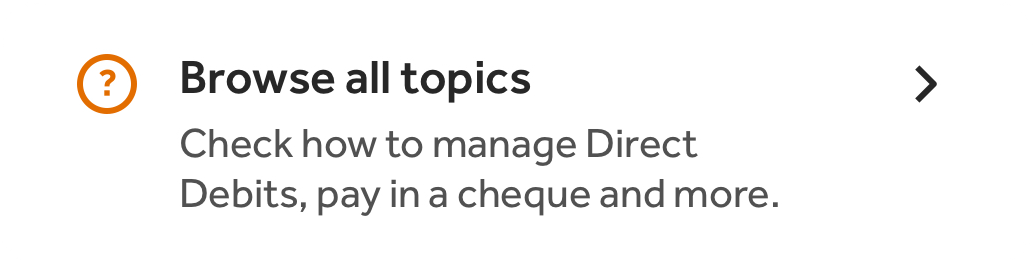 Browse all topics
Check how to manage Direct
Debits, pay in a cheque and more.